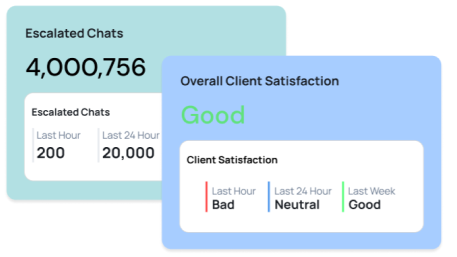 Escalated Chats
4,000,756
Escalated Chats
Last Hour Last 24 Hour
200 20,000
Overall Client Satisfaction
Good
Client Satisfaction
Last Hour Last 24 Hour Last Week
Bad Neutral Good